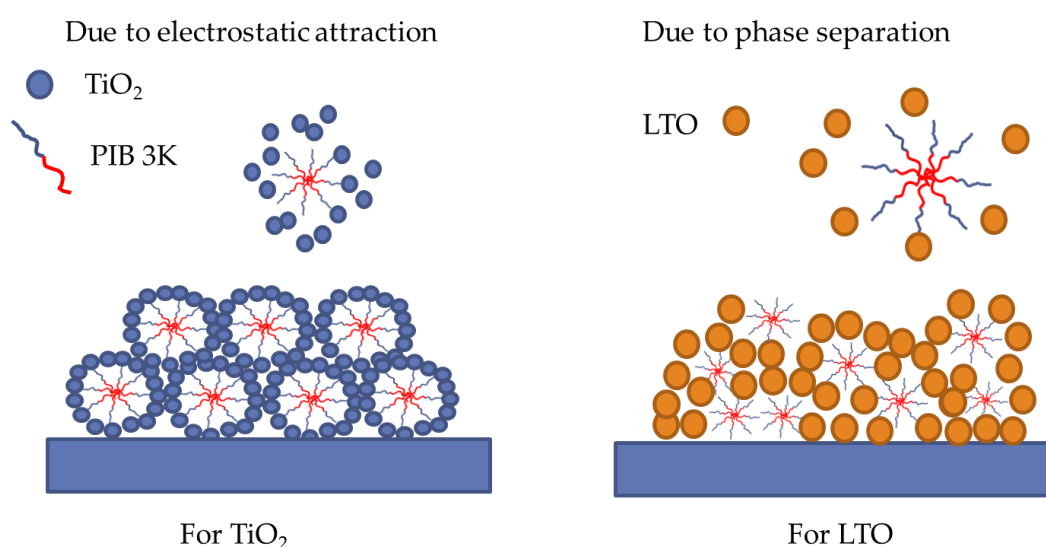 Due to electrostatic attraction
TiO₂
PIB 3K
For TiO₂
Due to phase separation
LTO
For LTO